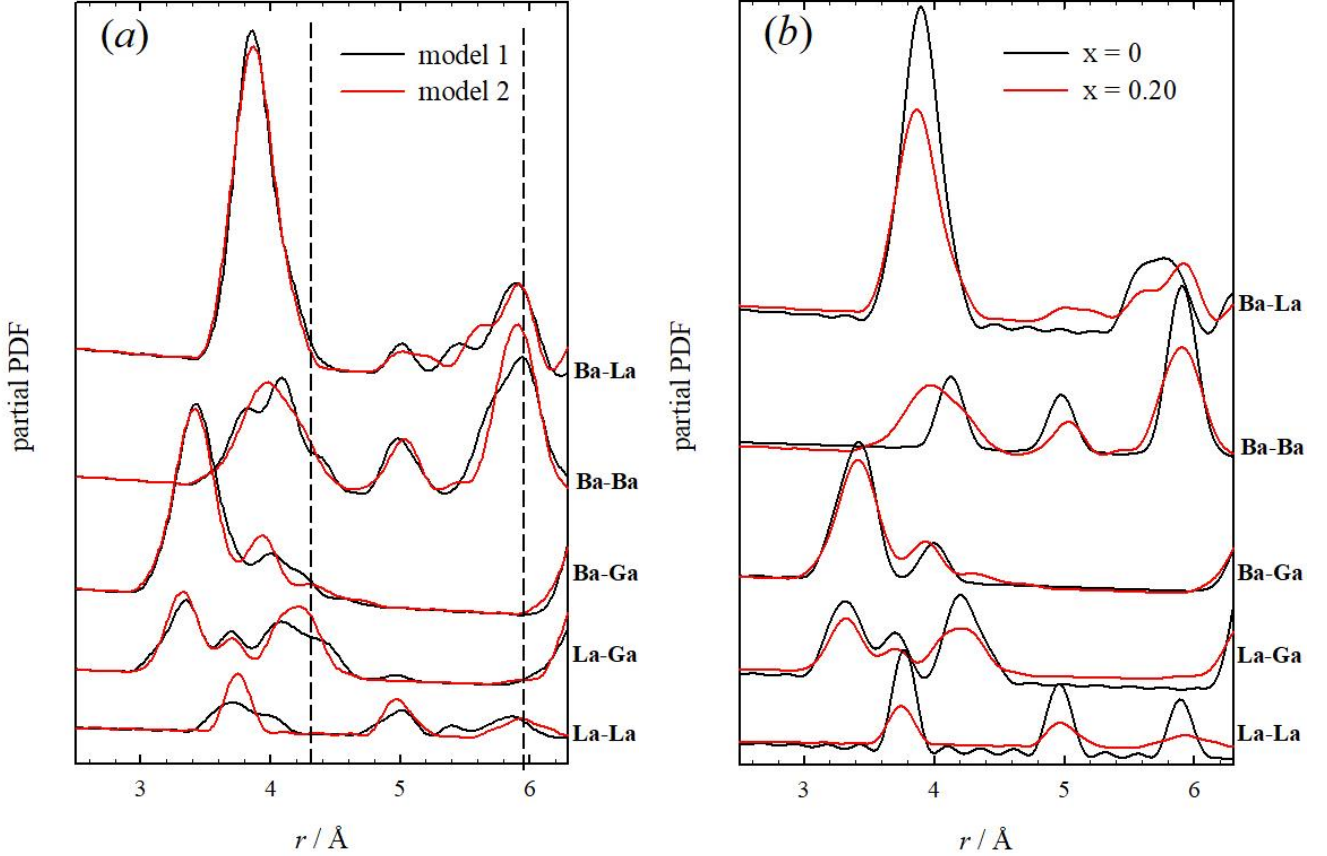 (a)
model 1
model 2
Ba-La
Ba-Ba
Ba-Ga
La-Ga
La-La
partial PDF
3
4
5
6
r / Å
(b)
x = 0
x = 0.20
Ba-La
Ba-Ba
Ba-Ga
La-Ga
La-La
partial PDF
3
4
5
6
r / Å